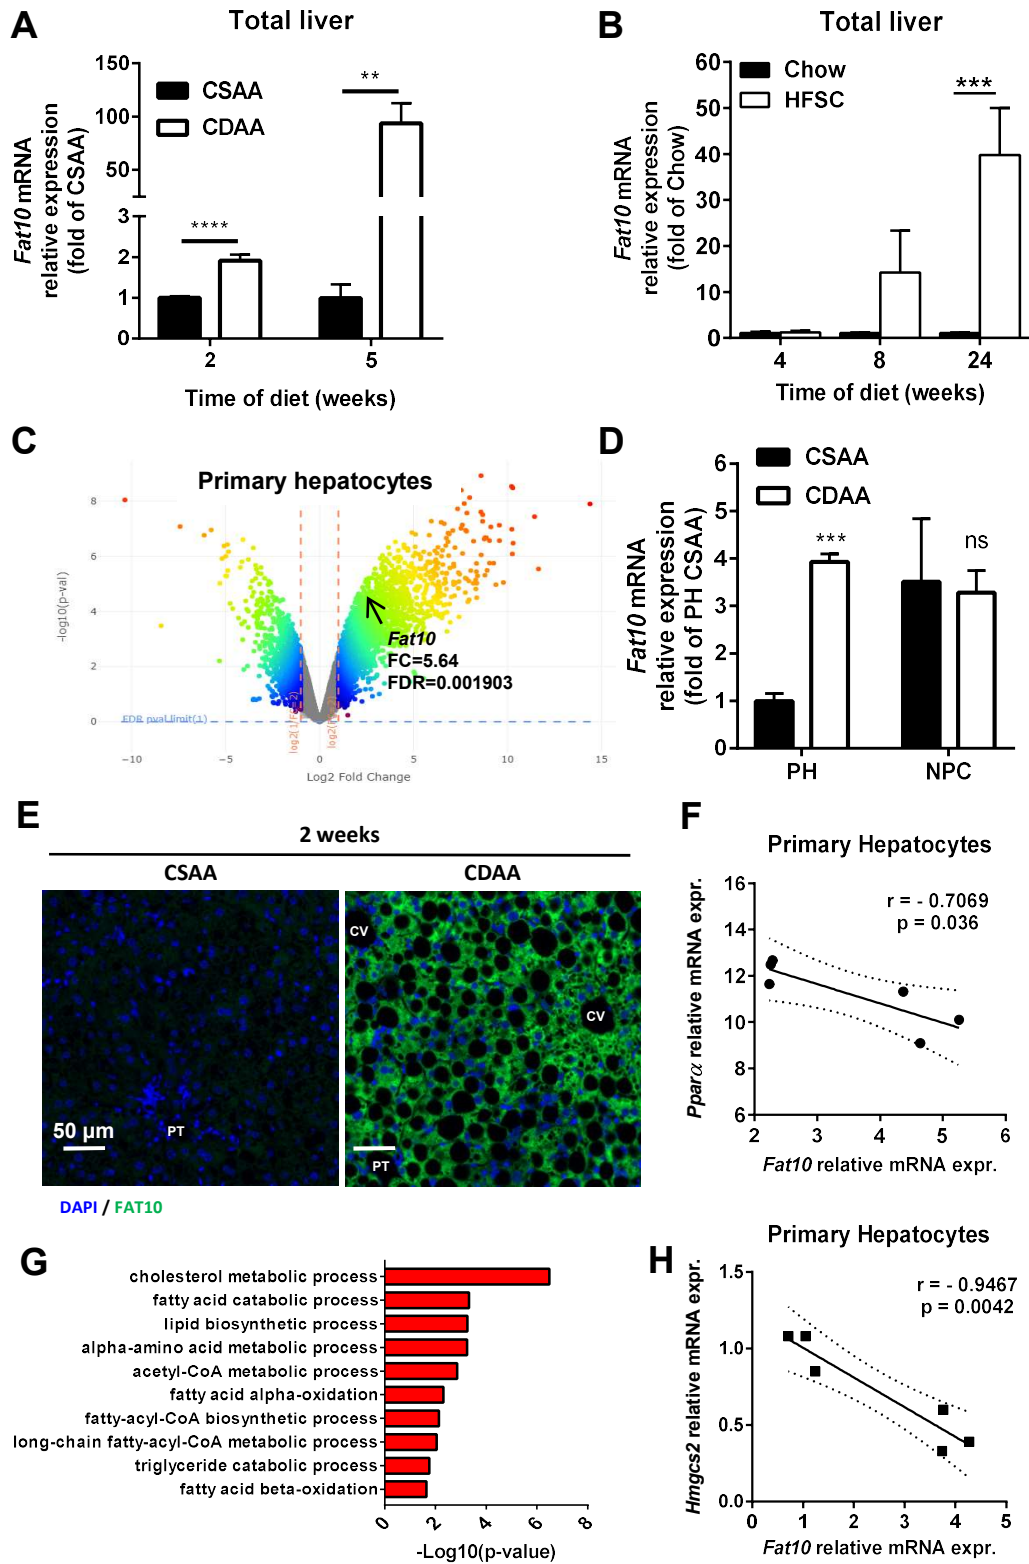 A
Total liver
Fat10 mRNA
relative expression
(fold of CSAA)
150
100
50
3
2
1
0
CSAA
CDAA
****
**
2
5
Time of diet (weeks)
B
Total liver
Fat10 mRNA
relative expression
(fold of Chow)
60
50
40
30
20
10
0
Chow
HFSC
***
4
8
24
Time of diet (weeks)
C
Primary hepatocytes
-log10(p-val)
8
6
4
2
0
Fat10
FC=5.64
FDR=0.001903
FDR pval limit(1)
−10
−5
0
5
10
15
Log2 Fold Change
D
Fat10 mRNA
relative expression
(fold of PH CSAA)
6
5
4
3
2
1
0
CSAA
CDAA
***
ns
PH
NPC
E
2 weeks
CSAA
CDAA
CV
CV
PT
PT
50 µm
DAPI / FAT10
F
Primary Hepatocytes
Pparα relative mRNA expr.
16
14
12
10
8
6
r = - 0.7069
p = 0.036
2
3
4
5
6
Fat10 relative mRNA expr.
G
cholesterol metabolic process
fatty acid catabolic process
lipid biosynthetic process
alpha-amino acid metabolic process
acetyl-CoA metabolic process
fatty acid alpha-oxidation
fatty-acyl-CoA biosynthetic process
long-chain fatty-acyl-CoA metabolic process
triglyceride catabolic process
fatty acid beta-oxidation
0
2
4
6
8
-Log10(p-value)
H
Primary Hepatocytes
Hmgcs2 relative mRNA expr.
1.5
1.0
0.5
0.0
r = - 0.9467
p = 0.0042
0
1
2
3
4
5
Fat10 relative mRNA expr.